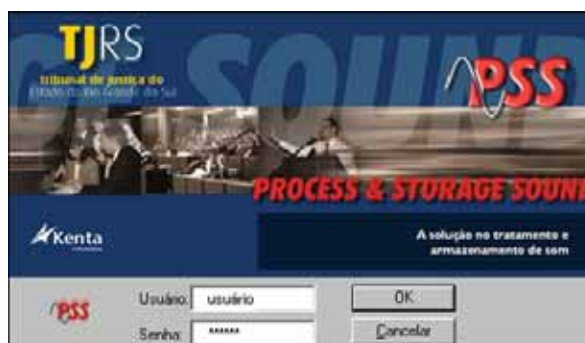 TJRS
tribunal de justiça do
Estado do Rio Grande do Sul
PSS
PROCESS & STORAGE SOUND
Kenta
A solução no tratamento e
armazenamento de som
PSS
Usuário: usuário
OK
Senha: ******
Cancelar